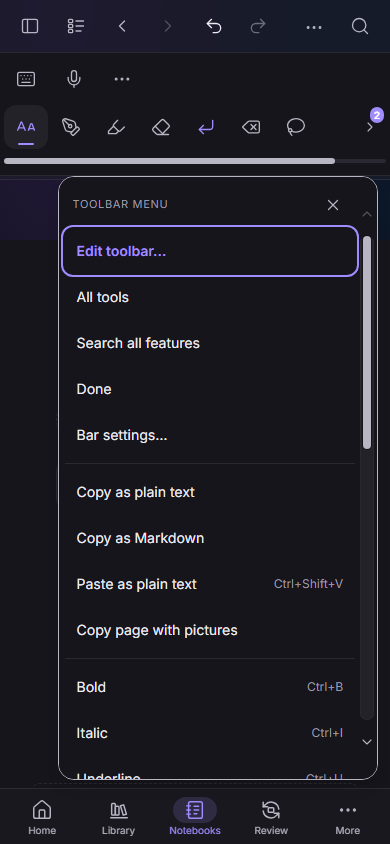 AA
2
TOOLBAR MENU
Edit toolbar...
All tools
Search all features
Done
Bar settings...
Copy as plain text
Copy as Markdown
Paste as plain text Ctrl+Shift+V
Copy page with pictures
Bold Ctrl+B
Italic Ctrl+I
Underline Ctrl+U
Home Library Notebooks Review More